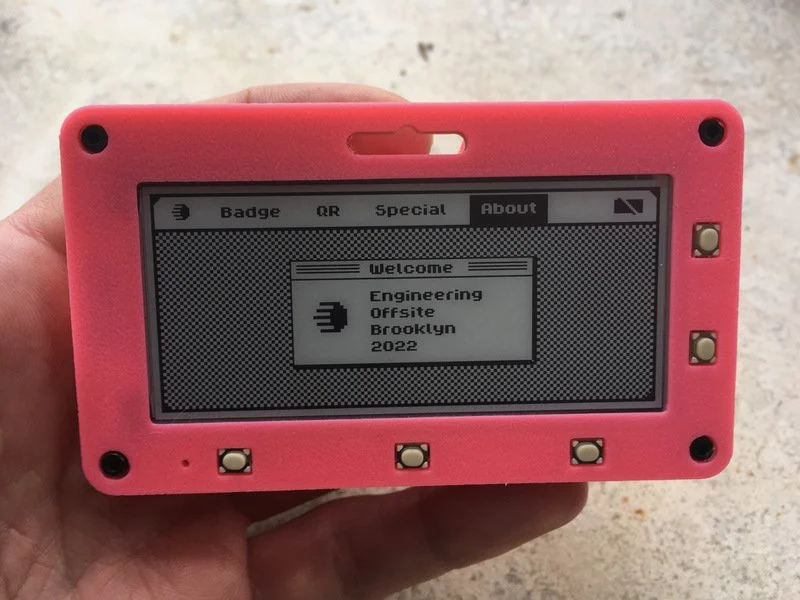 Badge QR Special About
Welcome
Engineering
Offsite
Brooklyn
2022